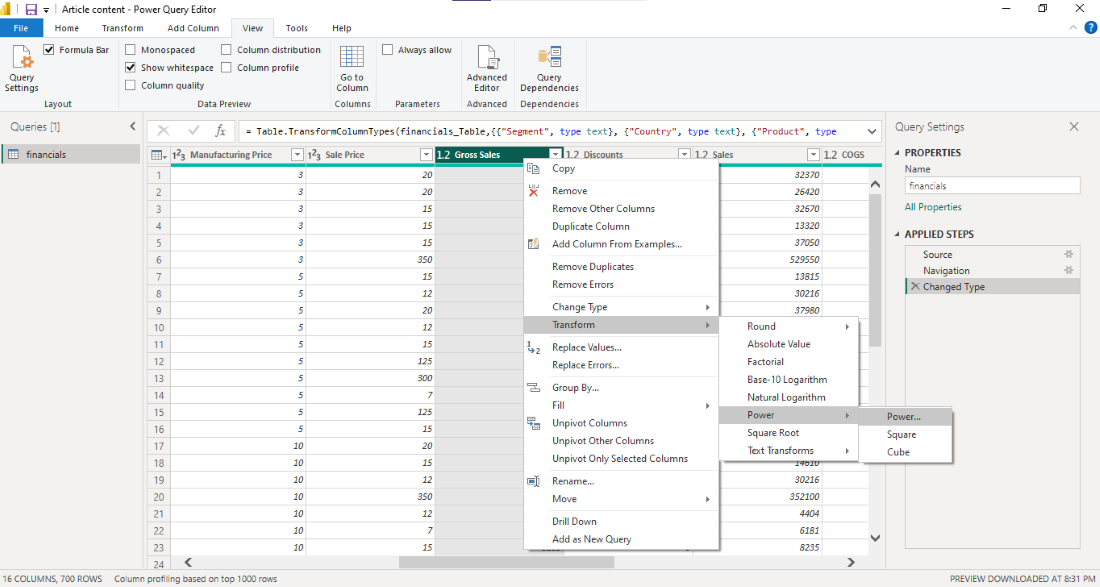 Article content - Power Query Editor
File Home Transform Add Column View Tools Help
Query Settings
Formula Bar
Layout
Monospaced
Show whitespace
Column quality
Column distribution
Column profile
Data Preview
Go to Column
Columns
Always allow
Parameters
Advanced Editor
Advanced
Query Dependencies
Dependencies
Queries [1]
financials
fx
= Table.TransformColumnTypes(financials_Table,{{"Segment", type text}, {"Country", type text}, {"Product", type
1²3 Manufacturing Price 1²3 Sale Price 1.2 Gross Sales 1.2 Discounts 1.2 Sales 1.2 COGS
1 3 20 32370
2 3 20 26420
3 3 15 32670
4 3 15 13320
5 3 15 37050
6 3 350 529550
7 5 15 13815
8 5 12 30216
9 5 20 37980
10 5 12
11 5 15
12 5 125
13 5 300
14 5 7
15 5 125
16 5 15
17 10 20
18 10 15 14610
19 10 12 30216
20 10 350 352100
21 10 12 4404
22 10 7 6181
23 10 15 8235
24
Copy
Remove
Remove Other Columns
Duplicate Column
Add Column From Examples...
Remove Duplicates
Remove Errors
Change Type
Transform
Replace Values...
Replace Errors...
Group By...
Fill
Unpivot Columns
Unpivot Other Columns
Unpivot Only Selected Columns
Rename...
Move
Drill Down
Add as New Query
Round
Absolute Value
Factorial
Base-10 Logarithm
Natural Logarithm
Power
Square Root
Text Transforms
Power...
Square
Cube
Query Settings
PROPERTIES
Name
financials
All Properties
APPLIED STEPS
Source
Navigation
Changed Type
16 COLUMNS, 700 ROWS Column profiling based on top 1000 rows
PREVIEW DOWNLOADED AT 8:31 PM